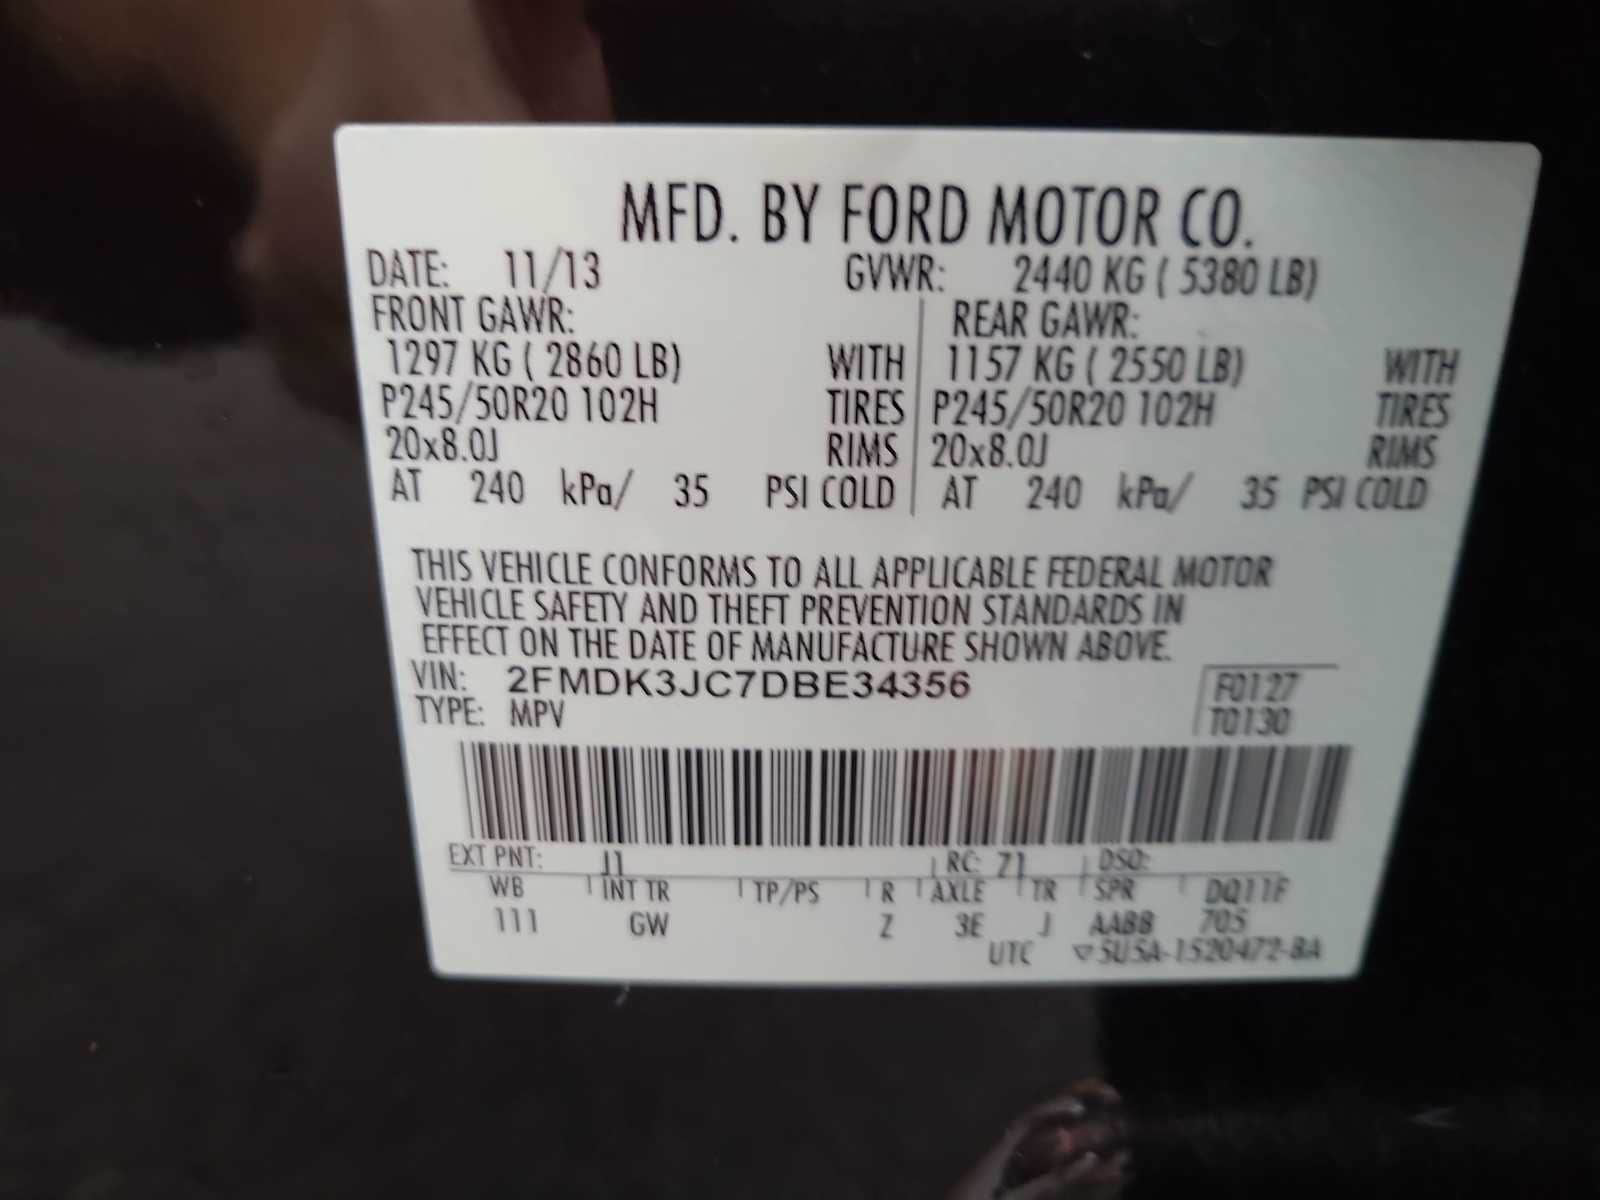 MFD. BY FORD MOTOR CO.
DATE: 11/13 GVWR: 2440 KG ( 5380 LB)
FRONT GAWR: REAR GAWR:
1297 KG ( 2860 LB) WITH 1157 KG ( 2550 LB) WITH
P245/50R20 102H TIRES P245/50R20 102H TIRES
20x8.0J RIMS 20x8.0J RIMS
AT 240 kPa/ 35 PSI COLD AT 240 kPa/ 35 PSI COLD
THIS VEHICLE CONFORMS TO ALL APPLICABLE FEDERAL MOTOR
VEHICLE SAFETY AND THEFT PREVENTION STANDARDS IN
EFFECT ON THE DATE OF MANUFACTURE SHOWN ABOVE.
VIN: 2FMDK3JC7DBE34356 F0127
TYPE: MPV T0130
EXT PNT: J1 RC: 71 DSO:
WB INT TR TP/PS R AXLE TR SPR DQ11F
111 GW Z 3E J AABB 705
UTC ▽5U5A-1520472-BA